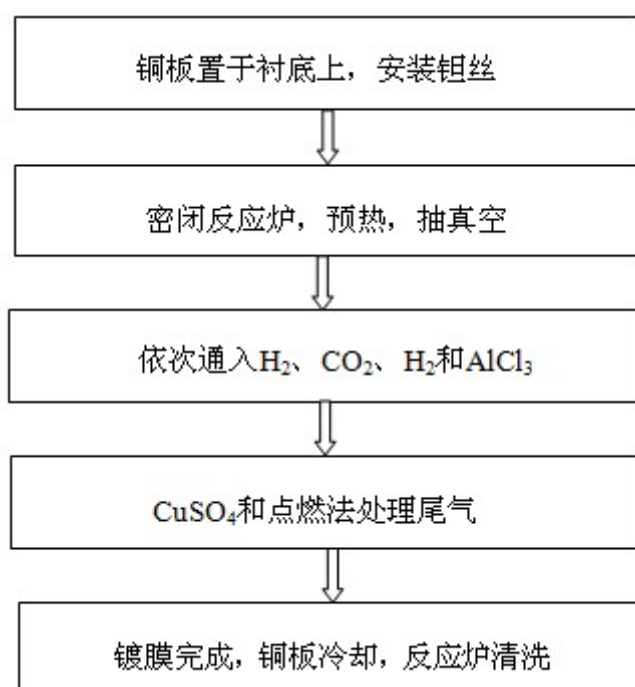 铜板置于衬底上，安装钽丝
密闭反应炉，预热，抽真空
依次通入H₂、CO₂、H₂和AlCl₃
CuSO₄和点燃法处理尾气
镀膜完成，铜板冷却，反应炉清洗